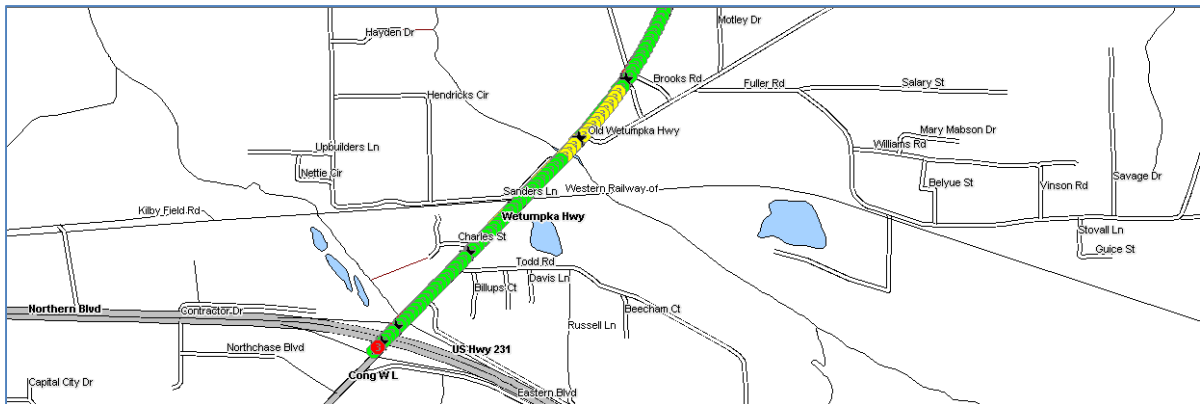 Motley Dr
Hayden Dr
Brooks Rd
Fuller Rd
Salary St
Hendricks Cir
Old Wetumpka Hwy
Mary Mabson Dr
Williams Rd
Upbuilders Ln
Nettie Cir
Belyue St
Vinson Rd
Savage Dr
Sanders Ln
Western Railway of
Kilby Field Rd
Wetumpka Hwy
Stovall Ln
Charles St
Guice St
Todd Rd
Davis Ln
Billups Ct
Beecham Ct
Northern Blvd
Contractor Dr
Russell Ln
Northchase Blvd
US Hwy 231
Cong W L
Capital City Dr
Eastern Blvd